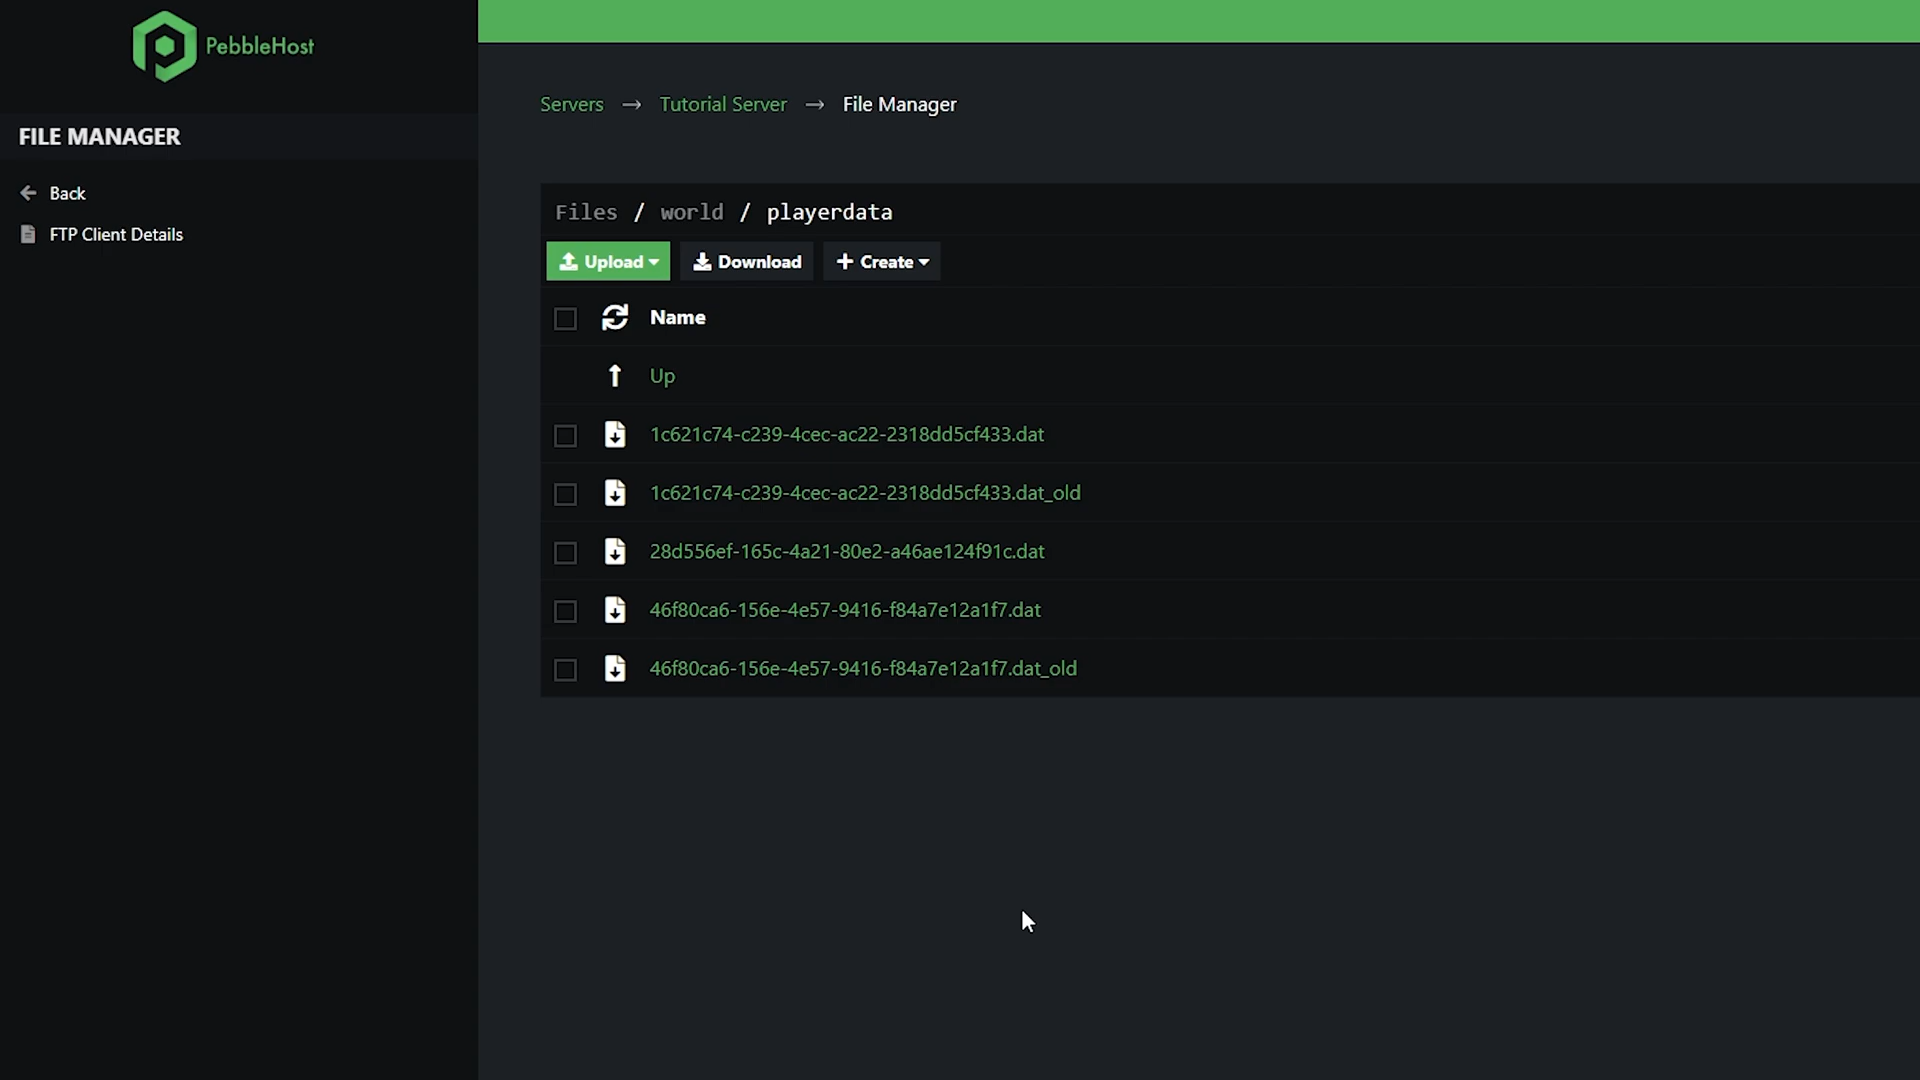 PebbleHost
FILE MANAGER
Back
FTP Client Details
Servers → Tutorial Server → File Manager
Files / world / playerdata
Upload Download + Create
Name
Up
1c621c74-c239-4cec-ac22-2318dd5cf433.dat
1c621c74-c239-4cec-ac22-2318dd5cf433.dat_old
28d556ef-165c-4a21-80e2-a46ae124f91c.dat
46f80ca6-156e-4e57-9416-f84a7e12a1f7.dat
46f80ca6-156e-4e57-9416-f84a7e12a1f7.dat_old